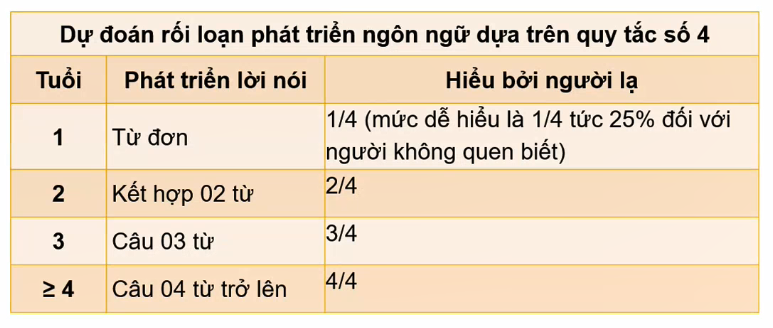 Dự đoán rối loạn phát triển ngôn ngữ dựa trên quy tắc số 4
Tuổi Phát triển lời nói Hiểu bởi người lạ
1 Từ đơn 1/4 (mức dễ hiểu là 1/4 tức 25% đối với
người không quen biết)
2 Kết hợp 02 từ 2/4
3 Câu 03 từ 3/4
≥ 4 Câu 04 từ trở lên 4/4